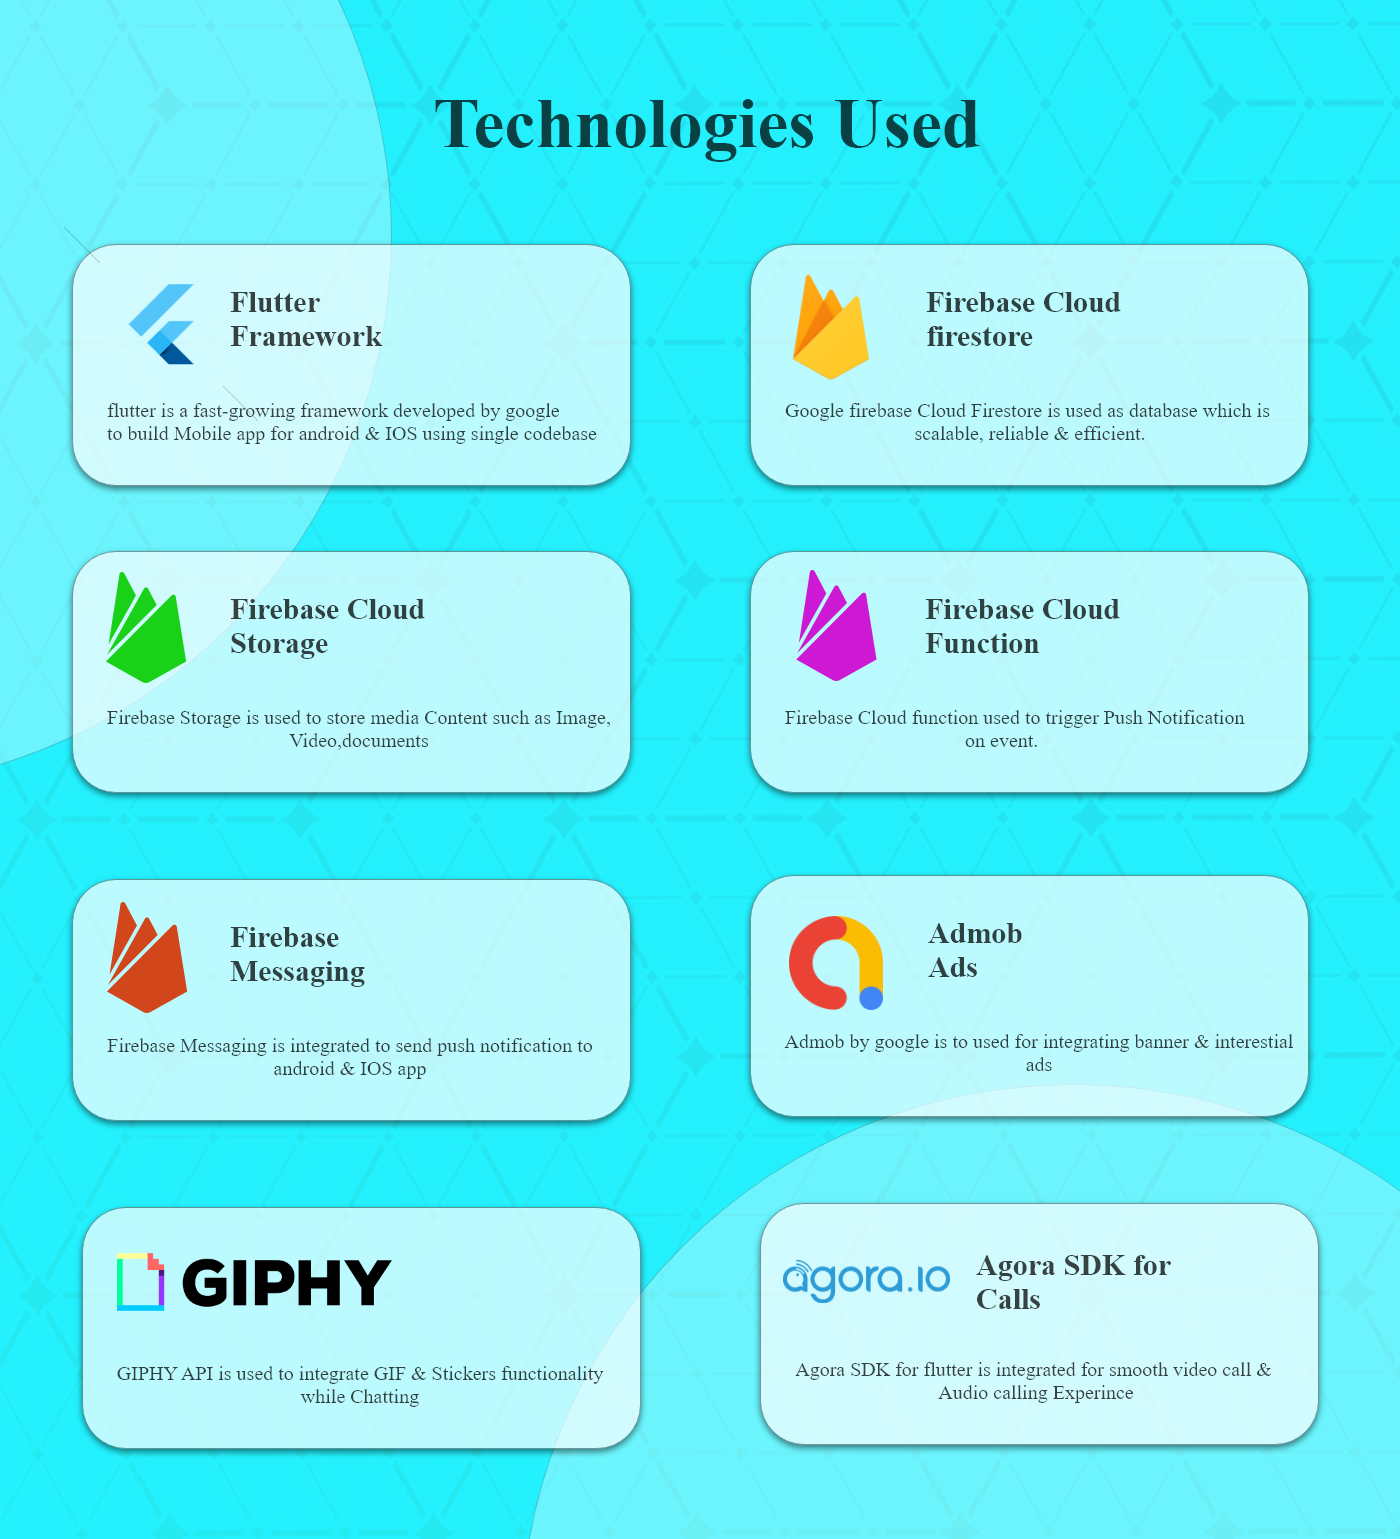 Technologies Used
Flutter
Framework
flutter is a fast-growing framework developed by google
to build Mobile app for android & IOS using single codebase
Firebase Cloud
firestore
Google firebase Cloud Firestore is used as database which is
scalable, reliable & efficient.
Firebase Cloud
Storage
Firebase Storage is used to store media Content such as Image,
Video,documents
Firebase Cloud
Function
Firebase Cloud function used to trigger Push Notification
on event.
Firebase
Messaging
Firebase Messaging is integrated to send push notification to
android & IOS app
Admob
Ads
Admob by google is to used for integrating banner & interestial
ads
GIPHY
GIPHY API is used to integrate GIF & Stickers functionality
while Chatting
agora.io
Agora SDK for
Calls
Agora SDK for flutter is integrated for smooth video call &
Audio calling Experince